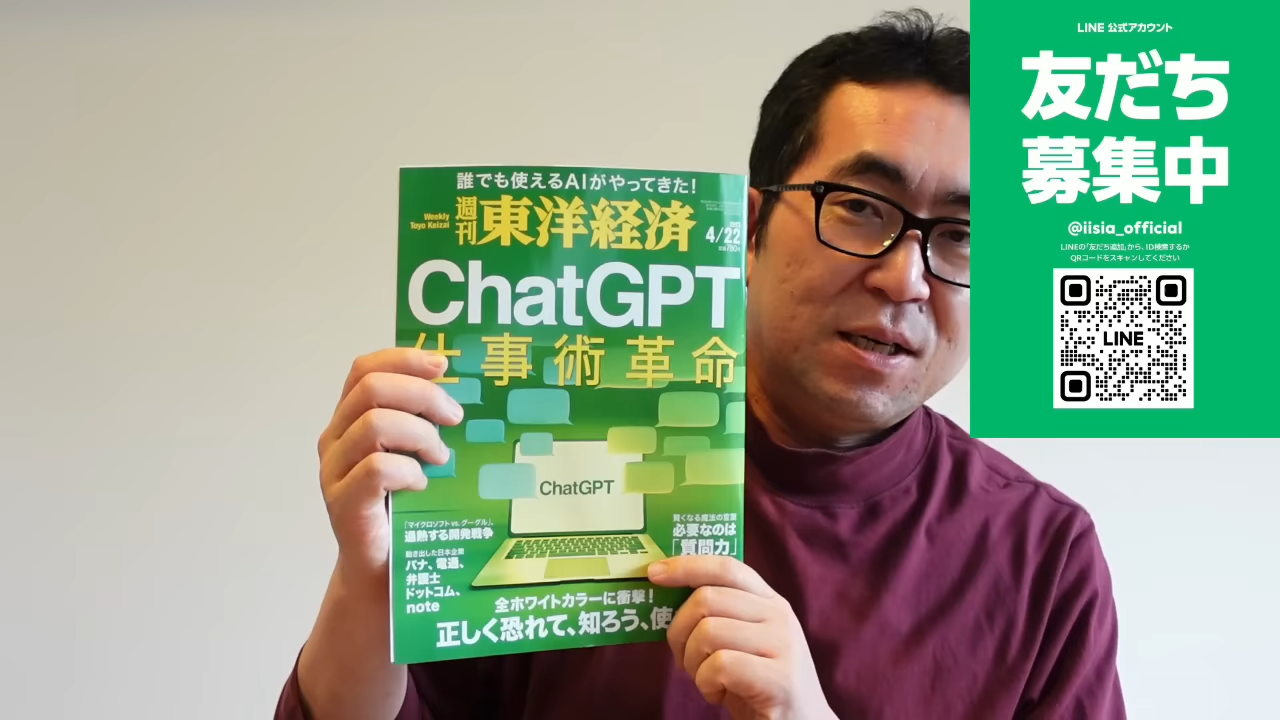 誰でも使えるAIがやってきた!
Weekly
Toyo Keizai
週刊 東洋経済
4/22
ChatGPT
仕事術革命
ChatGPT
「マイクロソフト vs. グーグル」、
過熱する開発戦争
動き出した日本企業
パナ、電通、
弁護士
ドットコム、
note
賢くなる魔法の言葉
必要なのは
「質問力」
全ホワイトカラーに衝撃!
正しく恐れて、知ろう、使
LINE 公式アカウント
友だち
募集中
@iisia_official
LINEの「友だち追加」から、ID検索するか
QRコードをスキャンしてください
LINE